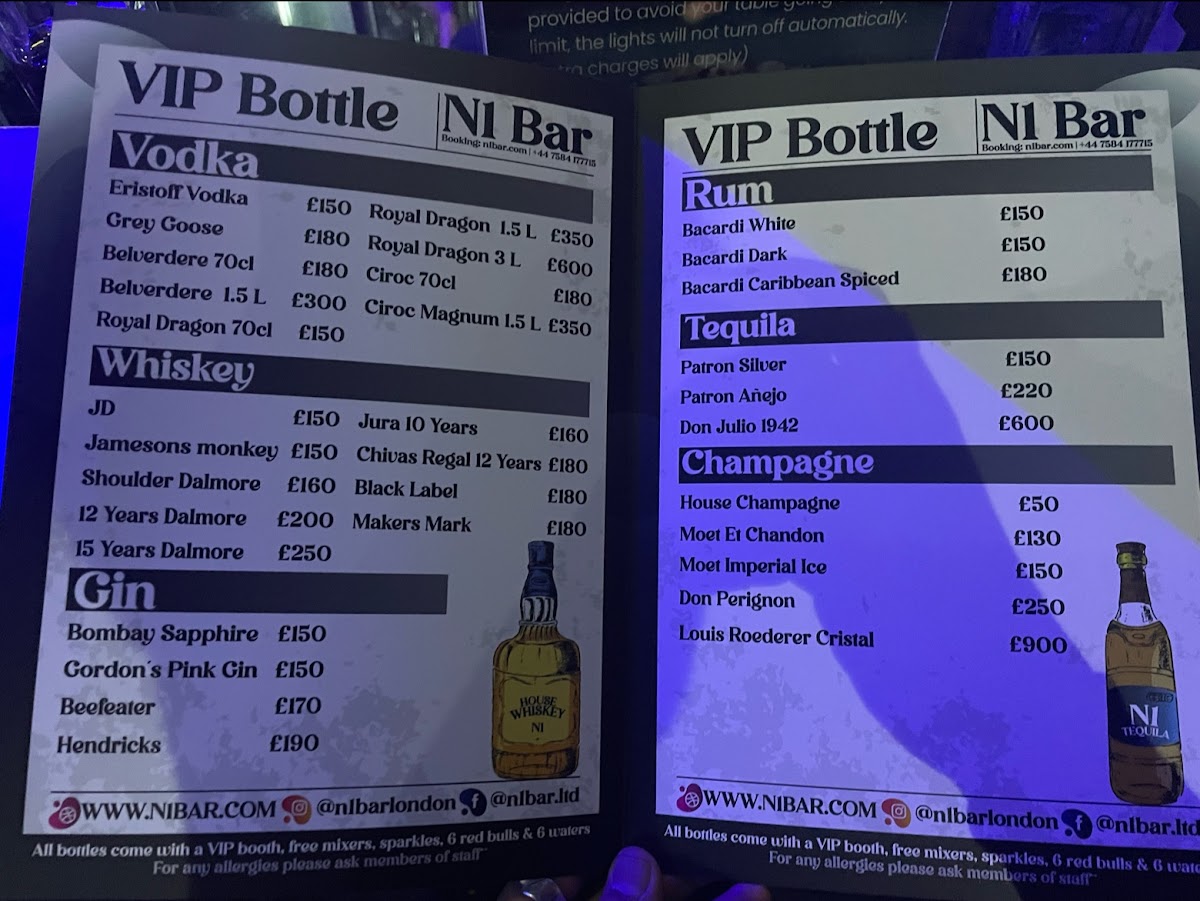 provided to avoid your table going
limit, the lights will not turn off automatically.
charges will apply)
VIP Bottle
N1 Bar
Booking: n1bar.com | +44 7584 177715
Vodka
Eristoff Vodka £150
Grey Goose £180
Belverdere 70cl £180
Belverdere 1.5 L £300
Royal Dragon 70cl £150
Royal Dragon 1.5 L £350
Royal Dragon 3 L £600
Ciroc 70cl £180
Ciroc Magnum 1.5 L £350
Whiskey
JD £150
Jamesons monkey £150
Shoulder Dalmore £160
12 Years Dalmore £200
15 Years Dalmore £250
Jura 10 Years £160
Chivas Regal 12 Years £180
Black Label £180
Makers Mark £180
Gin
Bombay Sapphire £150
Gordon's Pink Gin £150
Beefeater £170
Hendricks £190
HOUSE
WHISKEY
N1
WWW.N1BAR.COM @n1barlondon @n1bar.ltd
All bottles come with a VIP booth, free mixers, sparkles, 6 red bulls & 6 waters
For any allergies please ask members of staff"
VIP Bottle
N1 Bar
Booking: n1bar.com | +44 7584 177715
Rum
Bacardi White £150
Bacardi Dark £150
Bacardi Caribbean Spiced £180
Tequila
Patron Silver £150
Patron Añejo £220
Don Julio 1942 £600
Champagne
House Champagne £50
Moet Et Chandon £130
Moet Imperial Ice £150
Don Perignon £250
Louis Roederer Cristal £900
N1
TEQUILA
WWW.N1BAR.COM @n1barlondon @n1bar.ltd
All bottles come with a VIP booth, free mixers, sparkles, 6 red bulls & 6
For any allergies please ask members of staff"